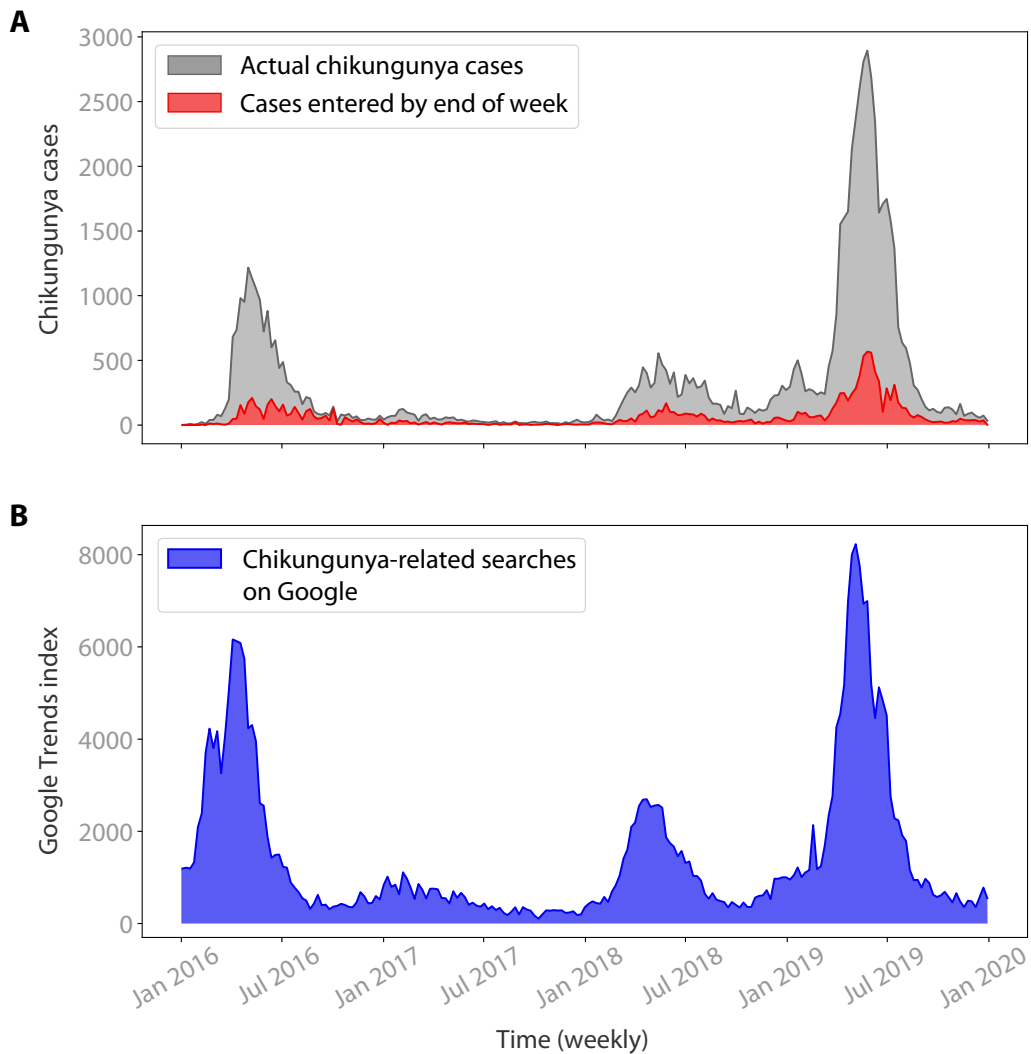 A
3000
2500
2000
1500
1000
500
0
Chikungunya cases
Actual chikungunya cases
Cases entered by end of week
B
8000
6000
4000
2000
0
Google Trends index
Chikungunya-related searches
on Google
Jan 2016
Jul 2016
Jan 2017
Jul 2017
Jan 2018
Jul 2018
Jan 2019
Jul 2019
Jan 2020
Time (weekly)